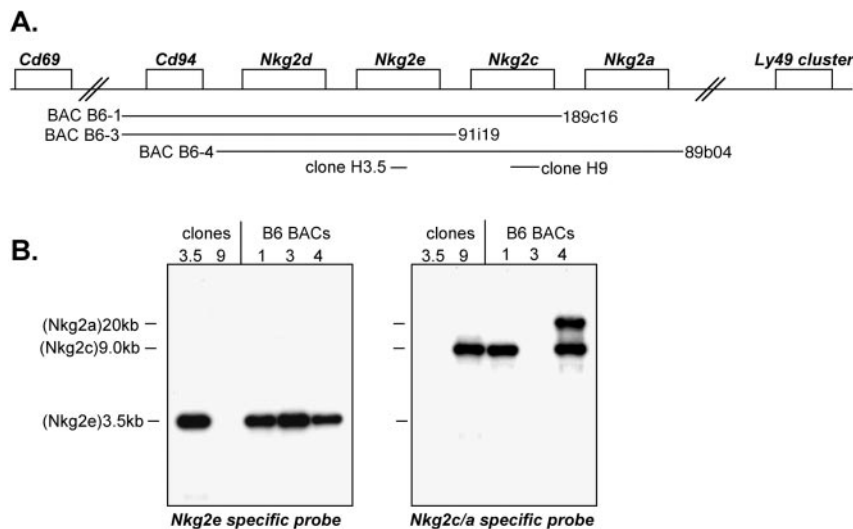 A.
Cd69 Cd94 Nkg2d Nkg2e Nkg2c Nkg2a Ly49 cluster
BAC B6-1 189c16
BAC B6-3 91i19
BAC B6-4 89b04
clone H3.5 clone H9
B.
clones B6 BACs clones B6 BACs
3.5 9 1 3 4 3.5 9 1 3 4
(Nkg2a)20kb
(Nkg2c)9.0kb
(Nkg2e)3.5kb
Nkg2e specific probe Nkg2c/a specific probe